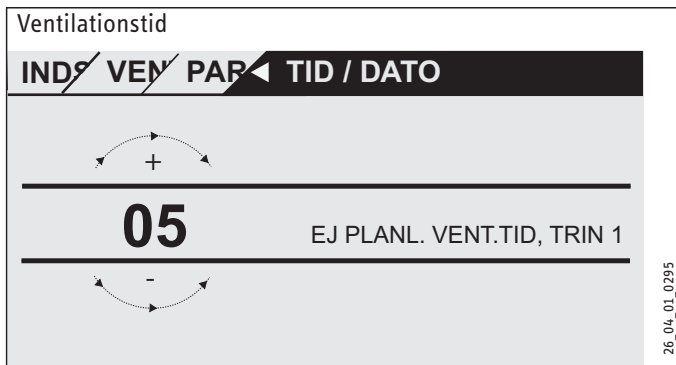 Ventilationstid
INDS VEN PAR ◄ TID / DATO
+
05 EJ PLANL. VENT.TID, TRIN 1
-
26_04_01_0295